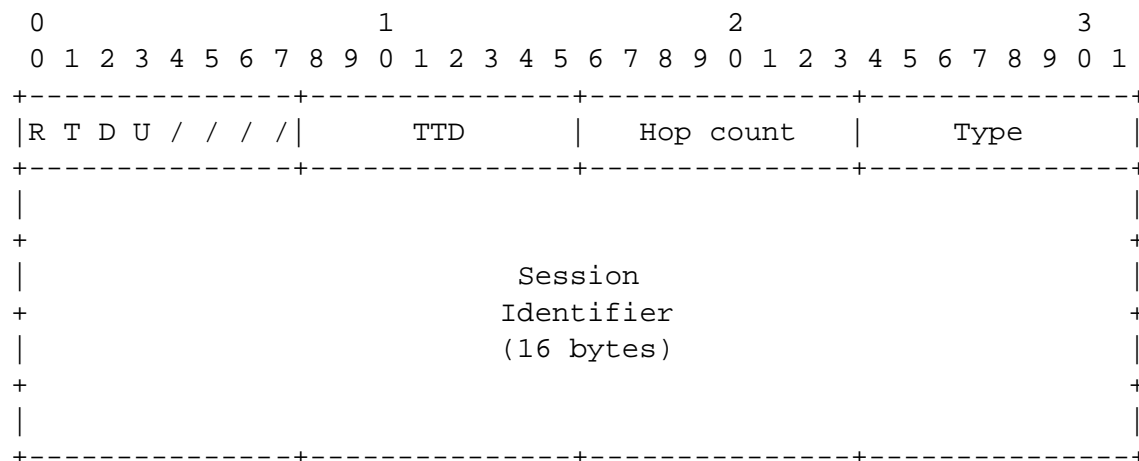 0                   1                   2                   3
 0 1 2 3 4 5 6 7 8 9 0 1 2 3 4 5 6 7 8 9 0 1 2 3 4 5 6 7 8 9 0 1
+---------------+---------------+---------------+---------------+
|R T D U / / / /|      TTD      |   Hop count   |     Type      |
+---------------+---------------+---------------+---------------+
|                                                               |
+                                                               +
|                            Session                            |
+                           Identifier                          +
|                           (16 bytes)                          |
+                                                               +
|                                                               |
+---------------+---------------+---------------+---------------+